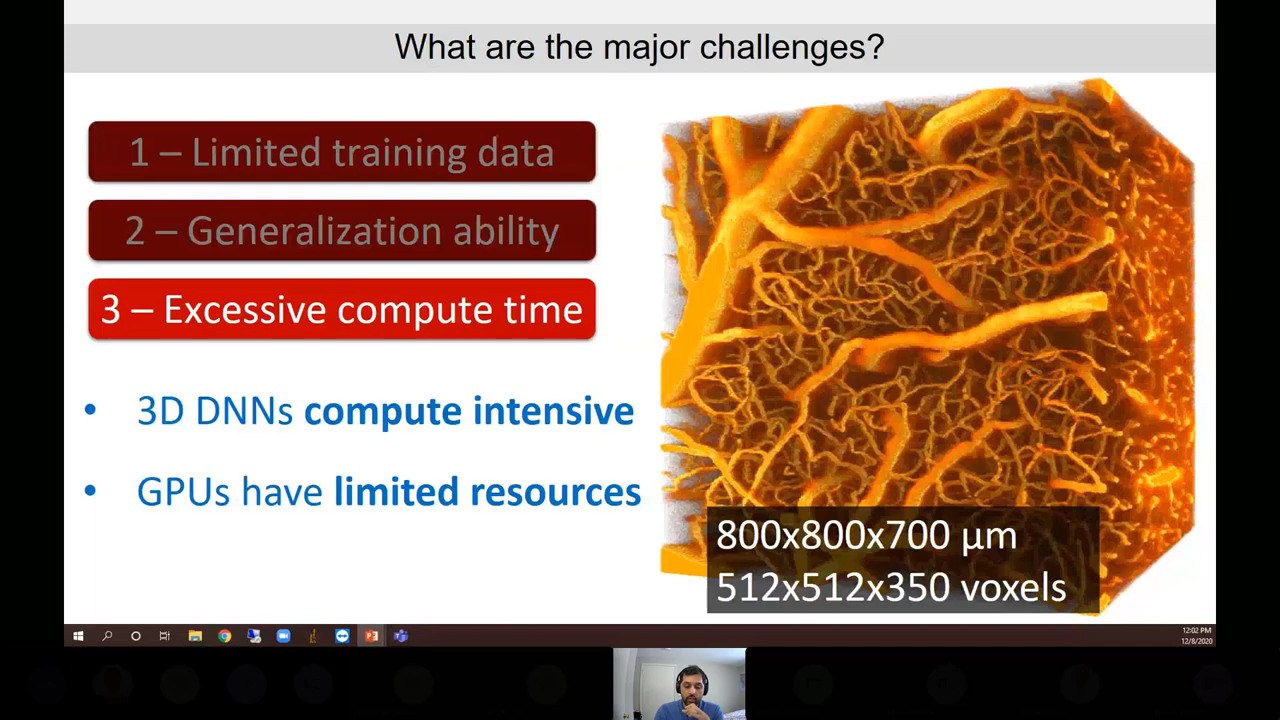 What are the major challenges?
1 – Limited training data
2 – Generalization ability
3 – Excessive compute time
• 3D DNNs compute intensive
• GPUs have limited resources
800x800x700 µm
512x512x350 voxels
12:02 PM
12/8/2020